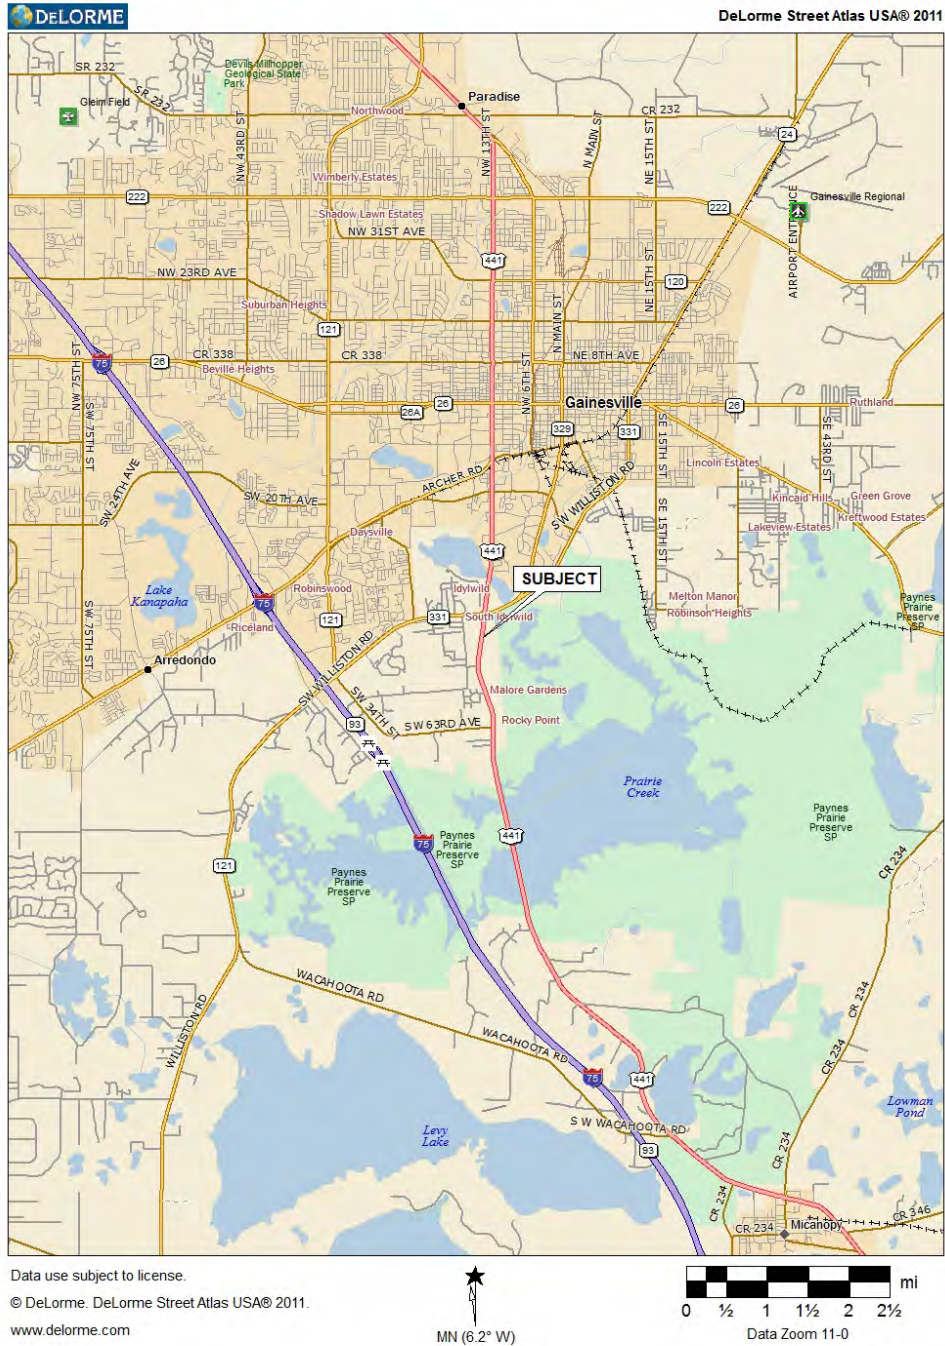 DELORME
DeLorme Street Atlas USA® 2011
SR 232
SR 232
Gleim Field
Devils Millhopper
Geological State
Park
Northwood
Paradise
CR 232
24
NW 43RD ST
NW 13TH ST
N MAIN ST
NE 15TH ST
Wimberly Estates
222
222
Gainesville Regional
AIRPORT ENTRANCE
Shadow Lawn Estates
NW 31ST AVE
441
NW 23RD AVE
NE 15TH ST
120
Suburban Heights
121
N MAIN ST
NW 75TH ST
75
26
CR 338
CR 338
NE 8TH AVE
Beville Heights
NW 6TH ST
26A
26
Gainesville
26
Ruthland
SW 75TH ST
329
331
SE 15TH ST
SE 43RD ST
Lincoln Estates
SW 24TH AVE
ARCHER RD
SW 20TH AVE
SW WILLISTON RD
Kincaid Hills
Green Grove
Kreftwood Estates
Lakeview Estates
SE 15TH ST
Daysville
441
SUBJECT
Lake
Kanapaha
75
Robinswood
Idylwild
Melton Manor
Robinson Heights
Paynes
Prairie
Preserve
SP
SW 75TH ST
Riceland
121
331
South Idylwild
Arredondo
SW WILLISTON RD
SW 34TH ST
Malore Gardens
93
SW 63RD AVE
Rocky Point
Prairie
Creek
Paynes
Prairie
Preserve
SP
441
75
Paynes
Prairie
Preserve
SP
121
Paynes
Prairie
Preserve
SP
CR 234
WACAHOOTA RD
WILLISTON RD
CR 234
WACAHOOTA RD
CR 234
75
441
Lowman
Pond
Levy
Lake
S W WACAHOOTA RD
93
CR 234
CR 234
CR 234
Micanopy
CR 346
Data use subject to license.
© DeLorme. DeLorme Street Atlas USA® 2011.
www.delorme.com
MN (6.2° W)
mi
0 ½ 1 1½ 2 2½
Data Zoom 11-0